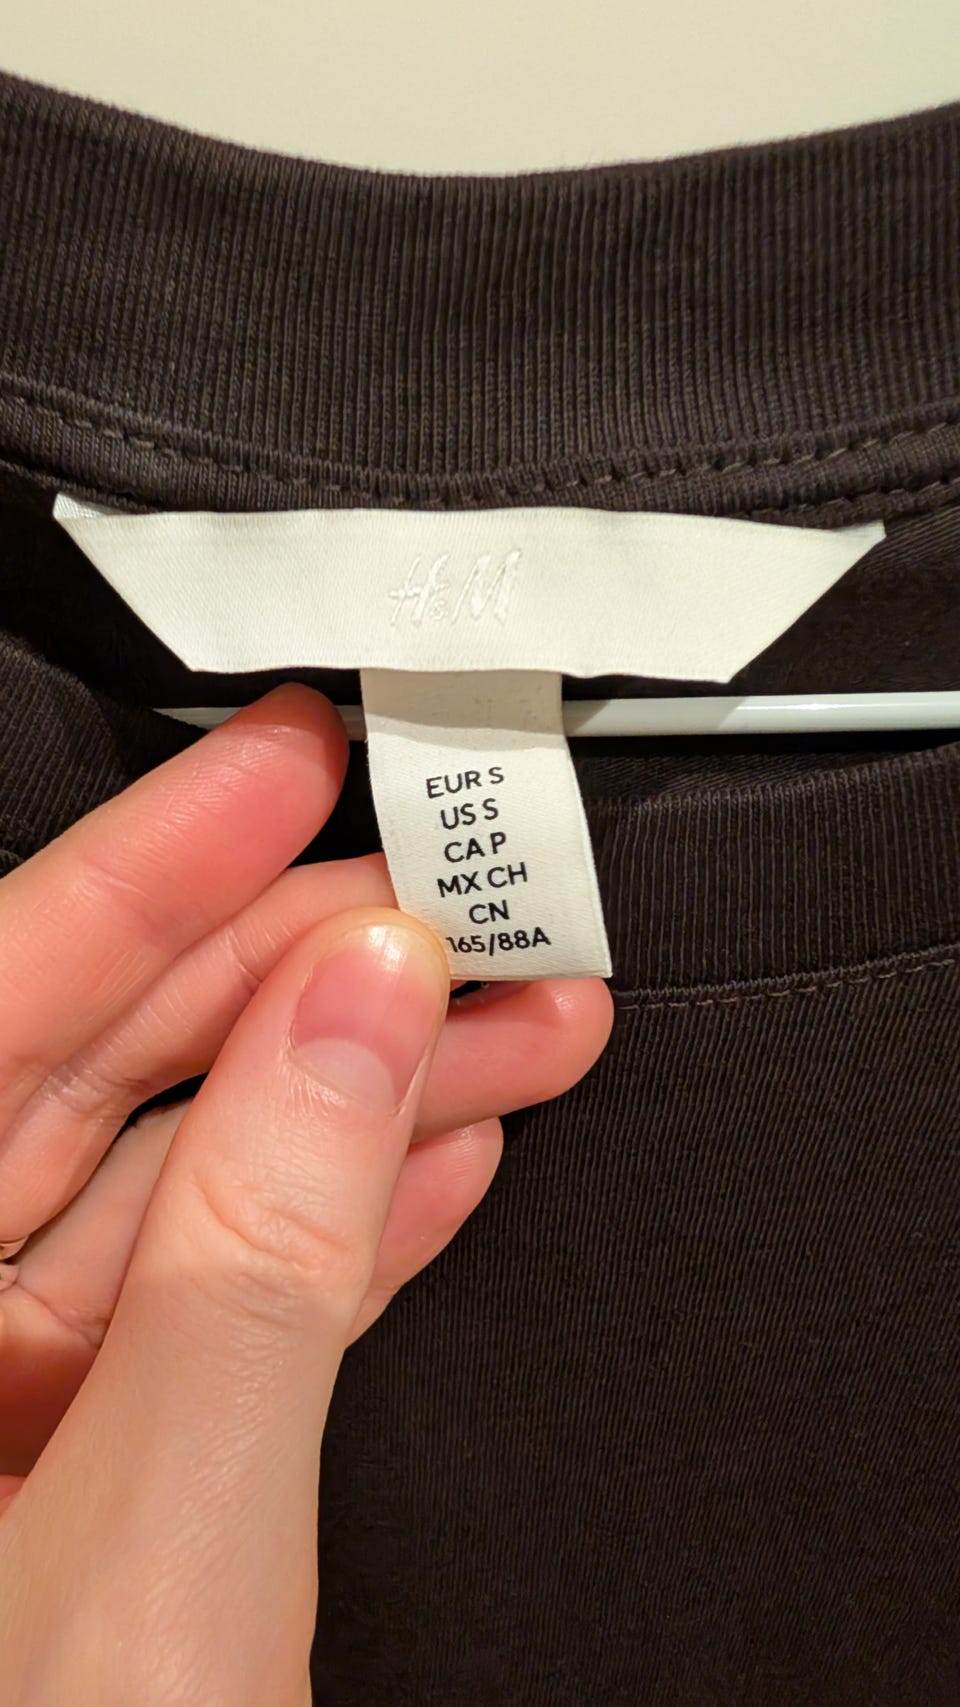 H&M
EUR S
US S
CA P
MX CH
CN
165/88A